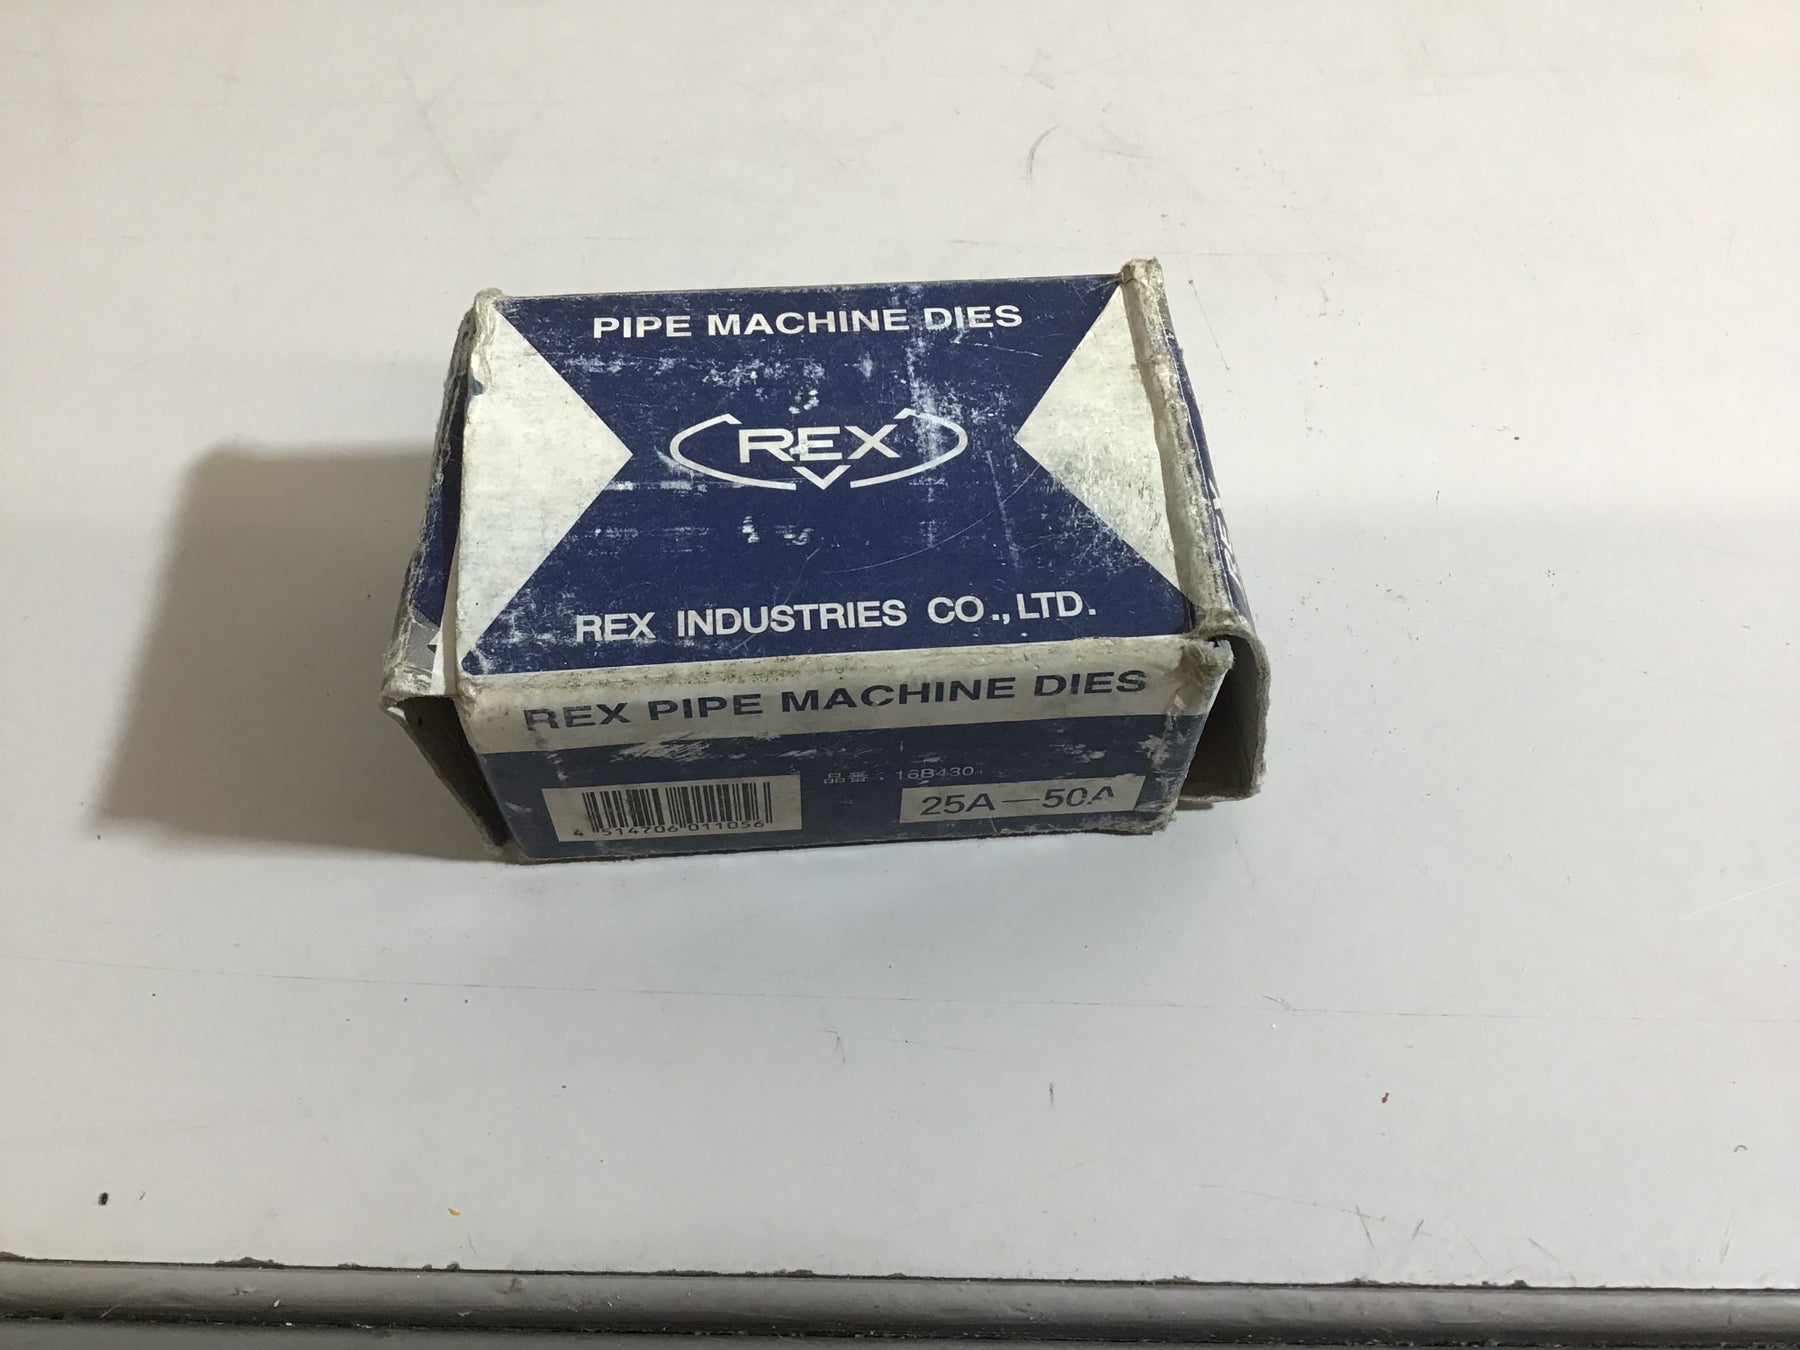 PIPE MACHINE DIES
REX
REX INDUSTRIES CO.,LTD.
REX PIPE MACHINE DIES
品番：16B430
4 514706 011056
25A—50A